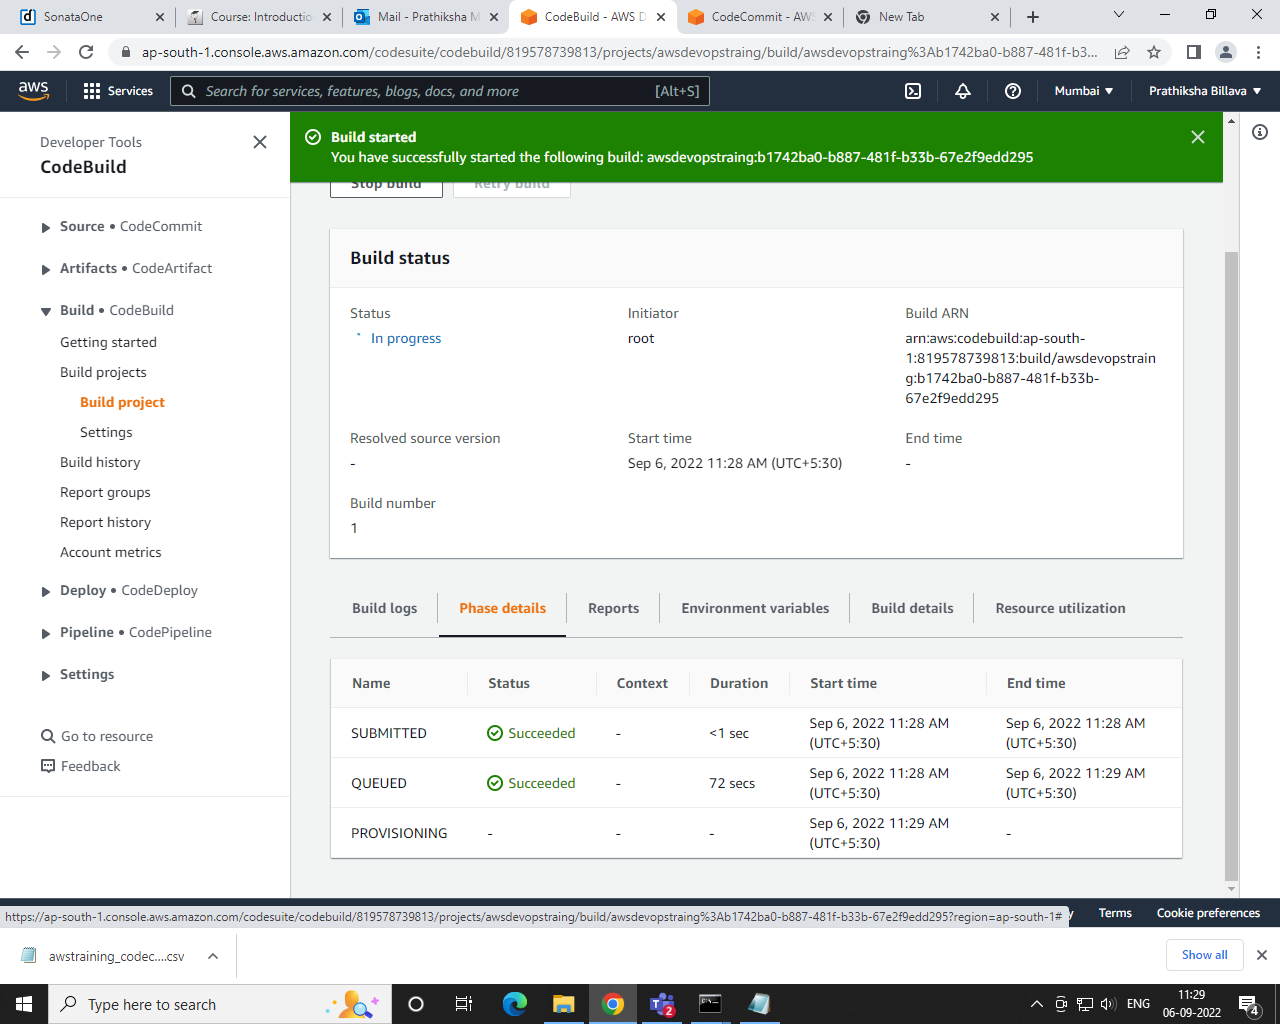 SonataOne
Course: Introductio
Mail - Prathiksha M
CodeBuild - AWS D
CodeCommit - AWS
New Tab
ap-south-1.console.aws.amazon.com/codesuite/codebuild/819578739813/projects/awsdevopstraing/build/awsdevopstraing%3Ab1742ba0-b887-481f-b3...
aws
Services
Search for services, features, blogs, docs, and more
[Alt+S]
Mumbai
Prathiksha Billava
Developer Tools
CodeBuild
Source • CodeCommit
Artifacts • CodeArtifact
Build • CodeBuild
Getting started
Build projects
Build project
Settings
Build history
Report groups
Report history
Account metrics
Deploy • CodeDeploy
Pipeline • CodePipeline
Settings
Go to resource
Feedback
Build started
You have successfully started the following build: awsdevopstraing:b1742ba0-b887-481f-b33b-67e2f9edd295
Stop build
Retry build
Build status
Status
In progress
Initiator
root
Build ARN
arn:aws:codebuild:ap-south-
1:819578739813:build/awsdevopstrain
g:b1742ba0-b887-481f-b33b-
67e2f9edd295
Resolved source version
-
Start time
Sep 6, 2022 11:28 AM (UTC+5:30)
End time
-
Build number
1
Build logs
Phase details
Reports
Environment variables
Build details
Resource utilization
Name Status Context Duration Start time End time
SUBMITTED Succeeded - <1 sec Sep 6, 2022 11:28 AM (UTC+5:30) Sep 6, 2022 11:28 AM (UTC+5:30)
QUEUED Succeeded - 72 secs Sep 6, 2022 11:28 AM (UTC+5:30) Sep 6, 2022 11:29 AM (UTC+5:30)
PROVISIONING - - - Sep 6, 2022 11:29 AM (UTC+5:30) -
https://ap-south-1.console.aws.amazon.com/codesuite/codebuild/819578739813/projects/awsdevopstraing/build/awsdevopstraing%3Ab1742ba0-b887-481f-b33b-67e2f9edd295?region=ap-south-1#
y
Terms
Cookie preferences
awstraining_codec....csv
Show all
Type here to search
2
ENG
11:29
06-09-2022
4